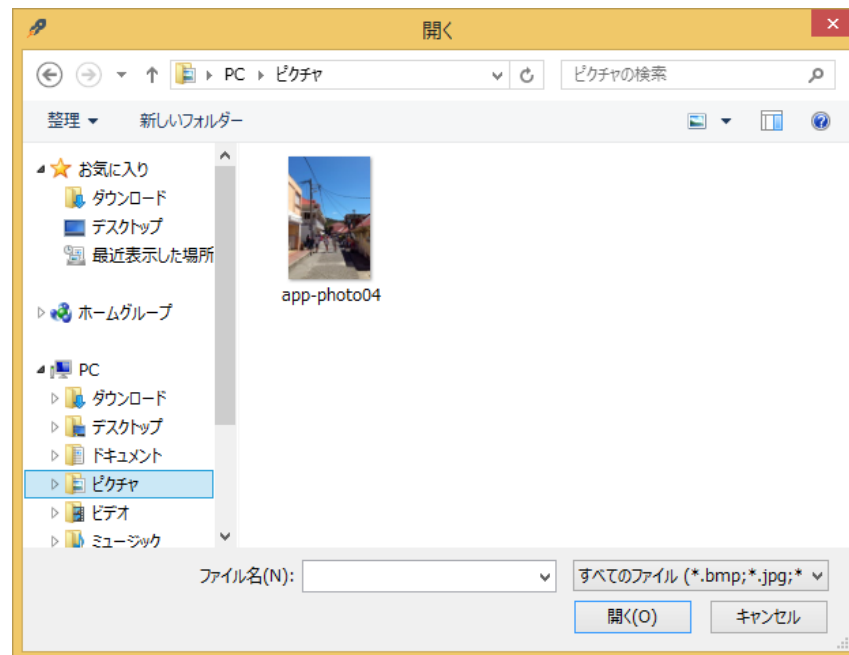 開く
PC ピクチャ
ピクチャの検索
整理
新しいフォルダー
お気に入り
ダウンロード
デスクトップ
最近表示した場所
ホームグループ
PC
ダウンロード
デスクトップ
ドキュメント
ピクチャ
ビデオ
ミュージック
app-photo04
ファイル名(N):
すべてのファイル (*.bmp;*.jpg;*
開く(O)
キャンセル